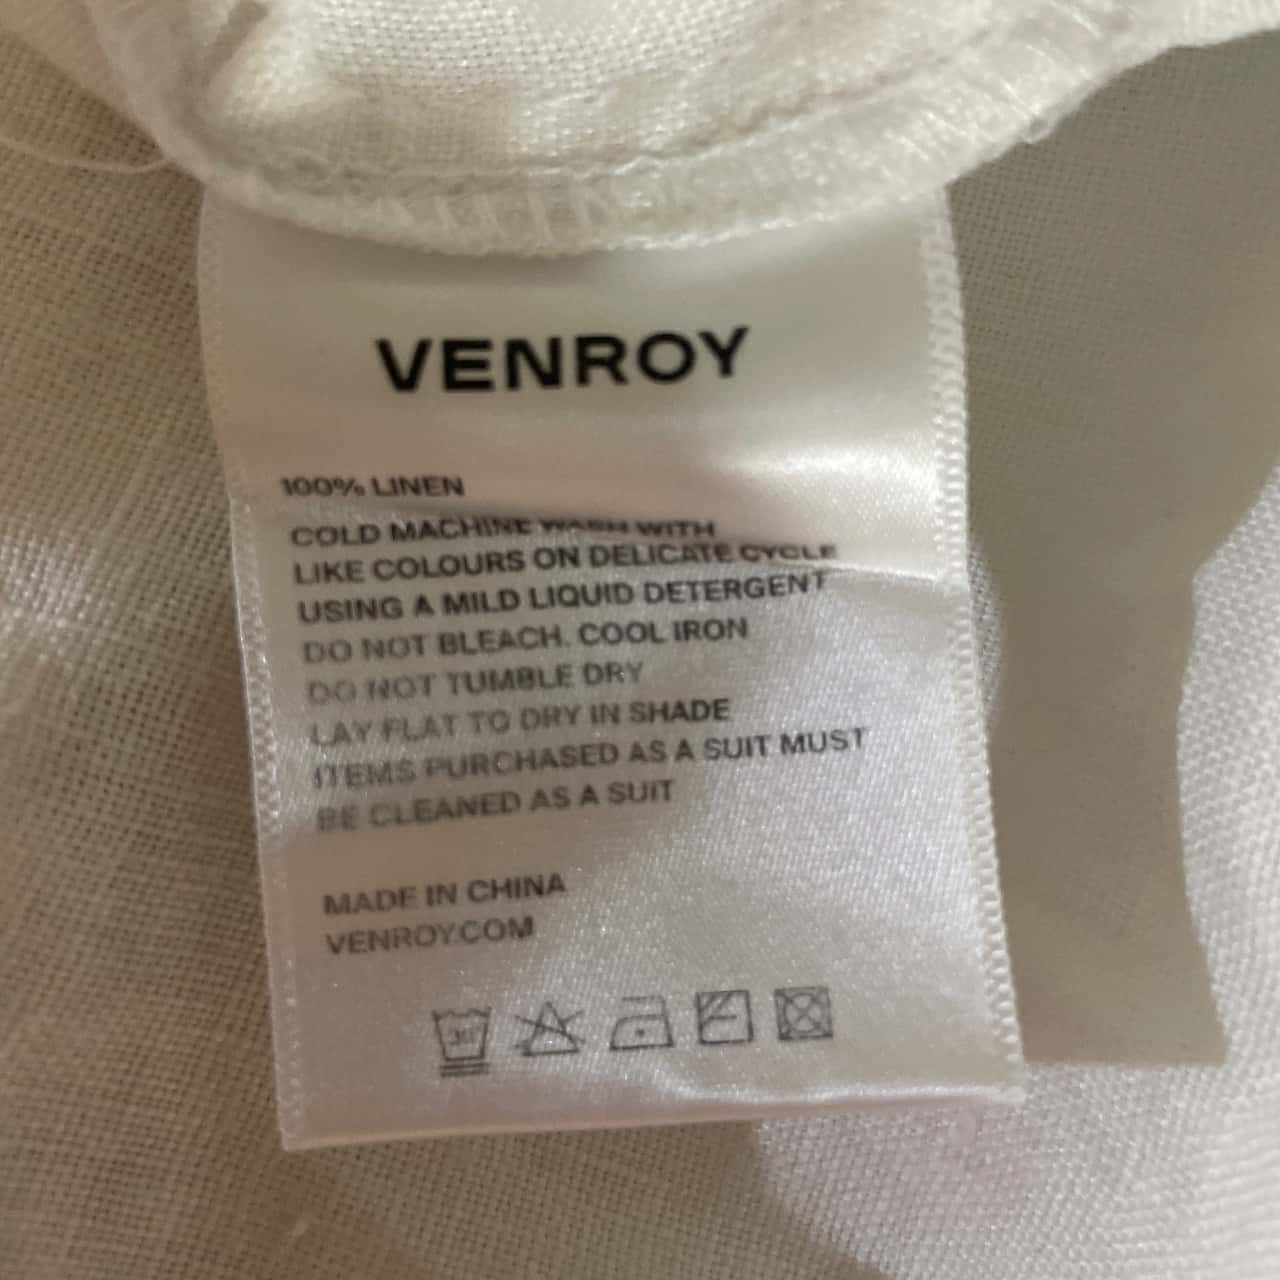 VENROY
100% LINEN
COLD MACHINE WASH WITH
LIKE COLOURS ON DELICATE CYCLE
USING A MILD LIQUID DETERGENT
DO NOT BLEACH. COOL IRON
DO NOT TUMBLE DRY
LAY FLAT TO DRY IN SHADE
ITEMS PURCHASED AS A SUIT MUST
BE CLEANED AS A SUIT
MADE IN CHINA
VENROY.COM
30